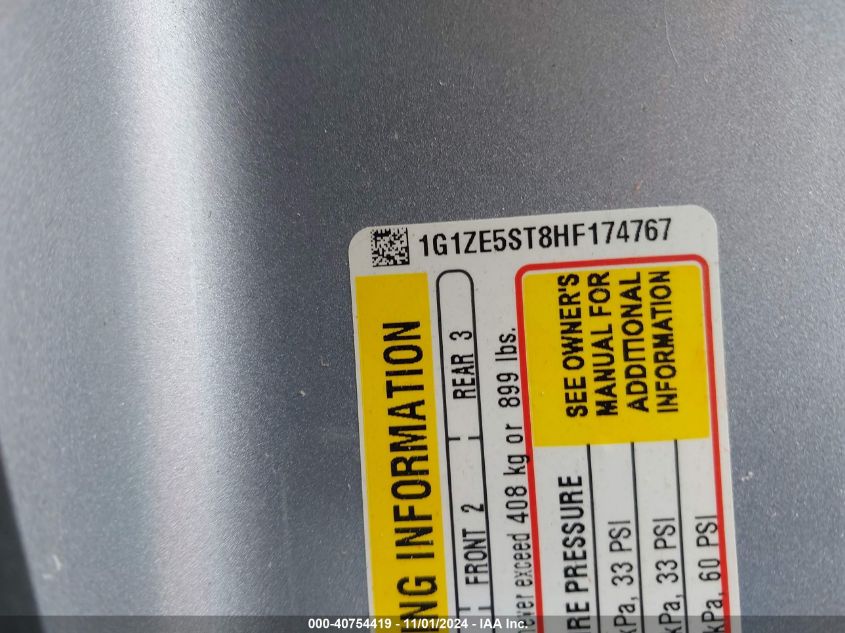 1G1ZE5ST8HF174767
ING INFORMATION
FRONT 2 REAR 3
ver exceed 408 kg or 899 lbs.
RE PRESSURE
SEE OWNER'S
MANUAL FOR
ADDITIONAL
INFORMATION
kPa, 33 PSI
kPa, 33 PSI
kPa, 60 PSI
000-40754419 - 11/01/2024 - IAA Inc.